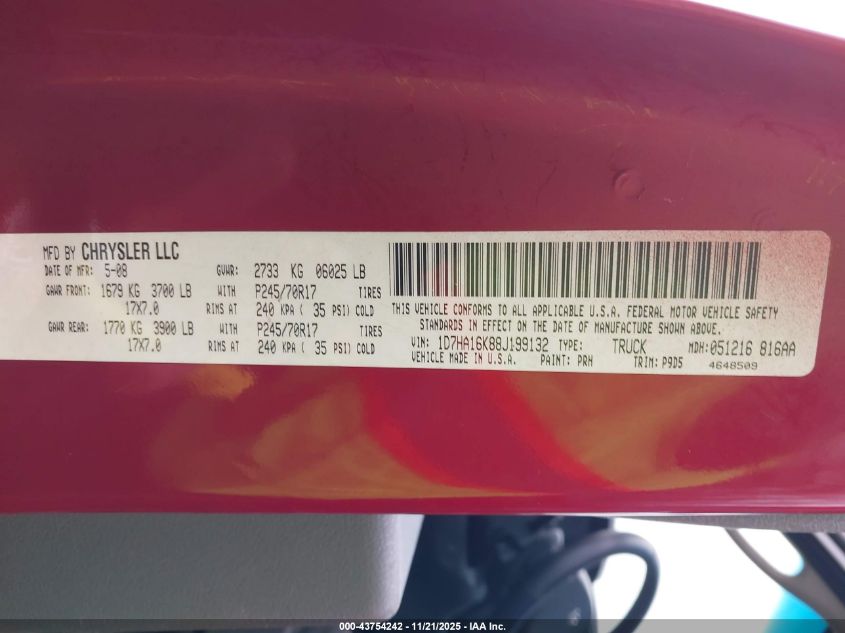 MFD BY CHRYSLER LLC
DATE OF MFR: 5-08 GVWR: 2733 KG 06025 LB
GAWR FRONT: 1679 KG 3700 LB WITH P245/70R17 TIRES
17X7.0 RIMS AT 240 KPA ( 35 PSI) COLD
GAWR REAR: 1770 KG 3900 LB WITH P245/70R17 TIRES
17X7.0 RIMS AT 240 KPA ( 35 PSI) COLD
THIS VEHICLE CONFORMS TO ALL APPLICABLE U.S.A. FEDERAL MOTOR VEHICLE SAFETY
STANDARDS IN EFFECT ON THE DATE OF MANUFACTURE SHOWN ABOVE.
VIN: 1D7HA16K88J199132 TYPE: TRUCK MDH: 051216 816AA
VEHICLE MADE IN U.S.A. PAINT: PRH TRIM: P9D5 4648509
000-43754242 — 11/21/2025 — IAA Inc.